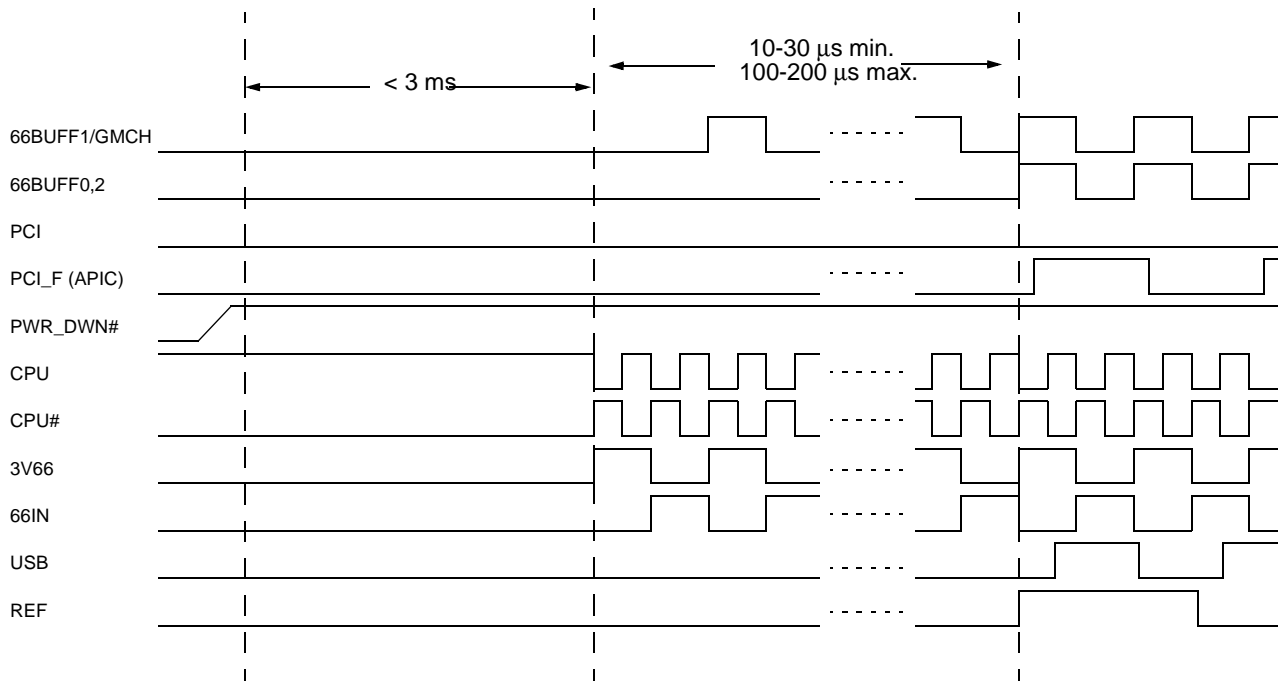 10-30 μs min.
< 3 ms
100-200 μs max.
66BUFF1/GMCH
66BUFF0,2
PCI
PCI_F (APIC)
PWR_DWN#
CPU
CPU#
3V66
66IN
USB
REF